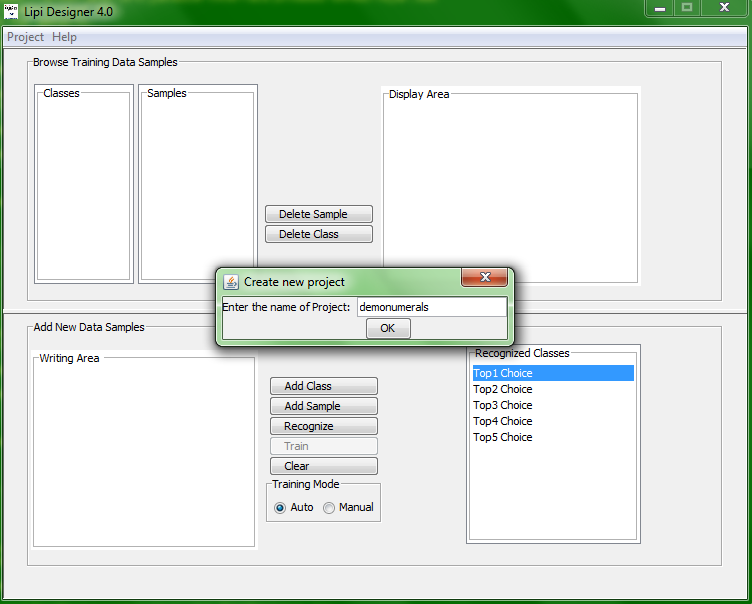 Lipi Designer 4.0
Project Help
Browse Training Data Samples
Classes
Samples
Display Area
Delete Sample
Delete Class
Create new project
Enter the name of Project: demonumerals
OK
Add New Data Samples
Writing Area
Add Class
Add Sample
Recognize
Train
Clear
Training Mode
Auto Manual
Recognized Classes
Top1 Choice
Top2 Choice
Top3 Choice
Top4 Choice
Top5 Choice